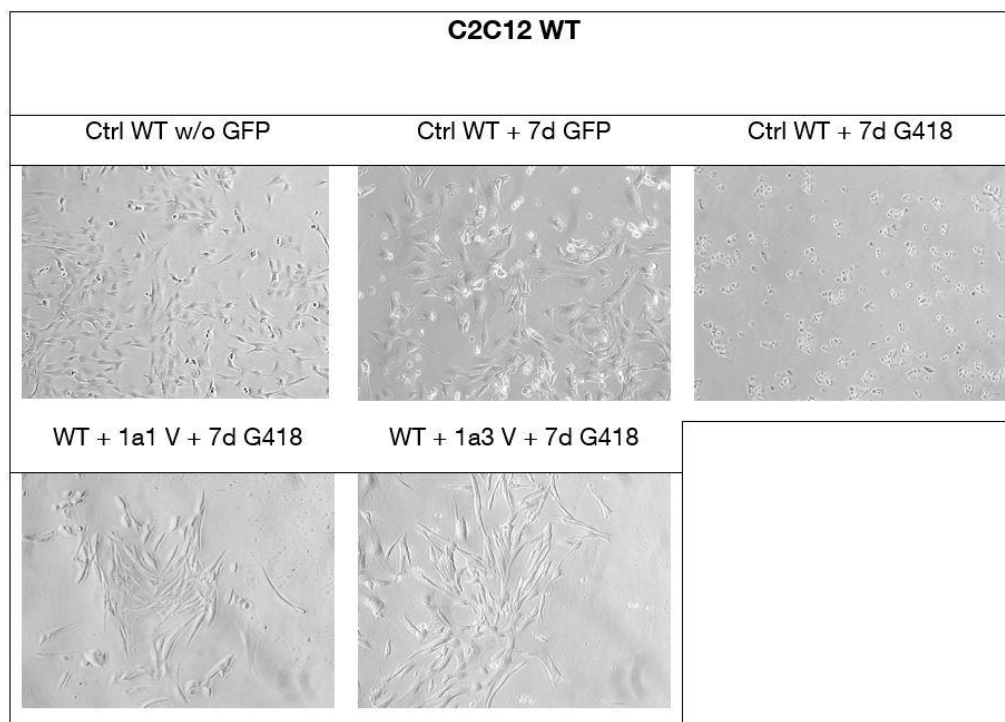 C2C12 WT
Ctrl WT w/o GFP
Ctrl WT + 7d GFP
Ctrl WT + 7d G418
WT + 1a1 V + 7d G418
WT + 1a3 V + 7d G418